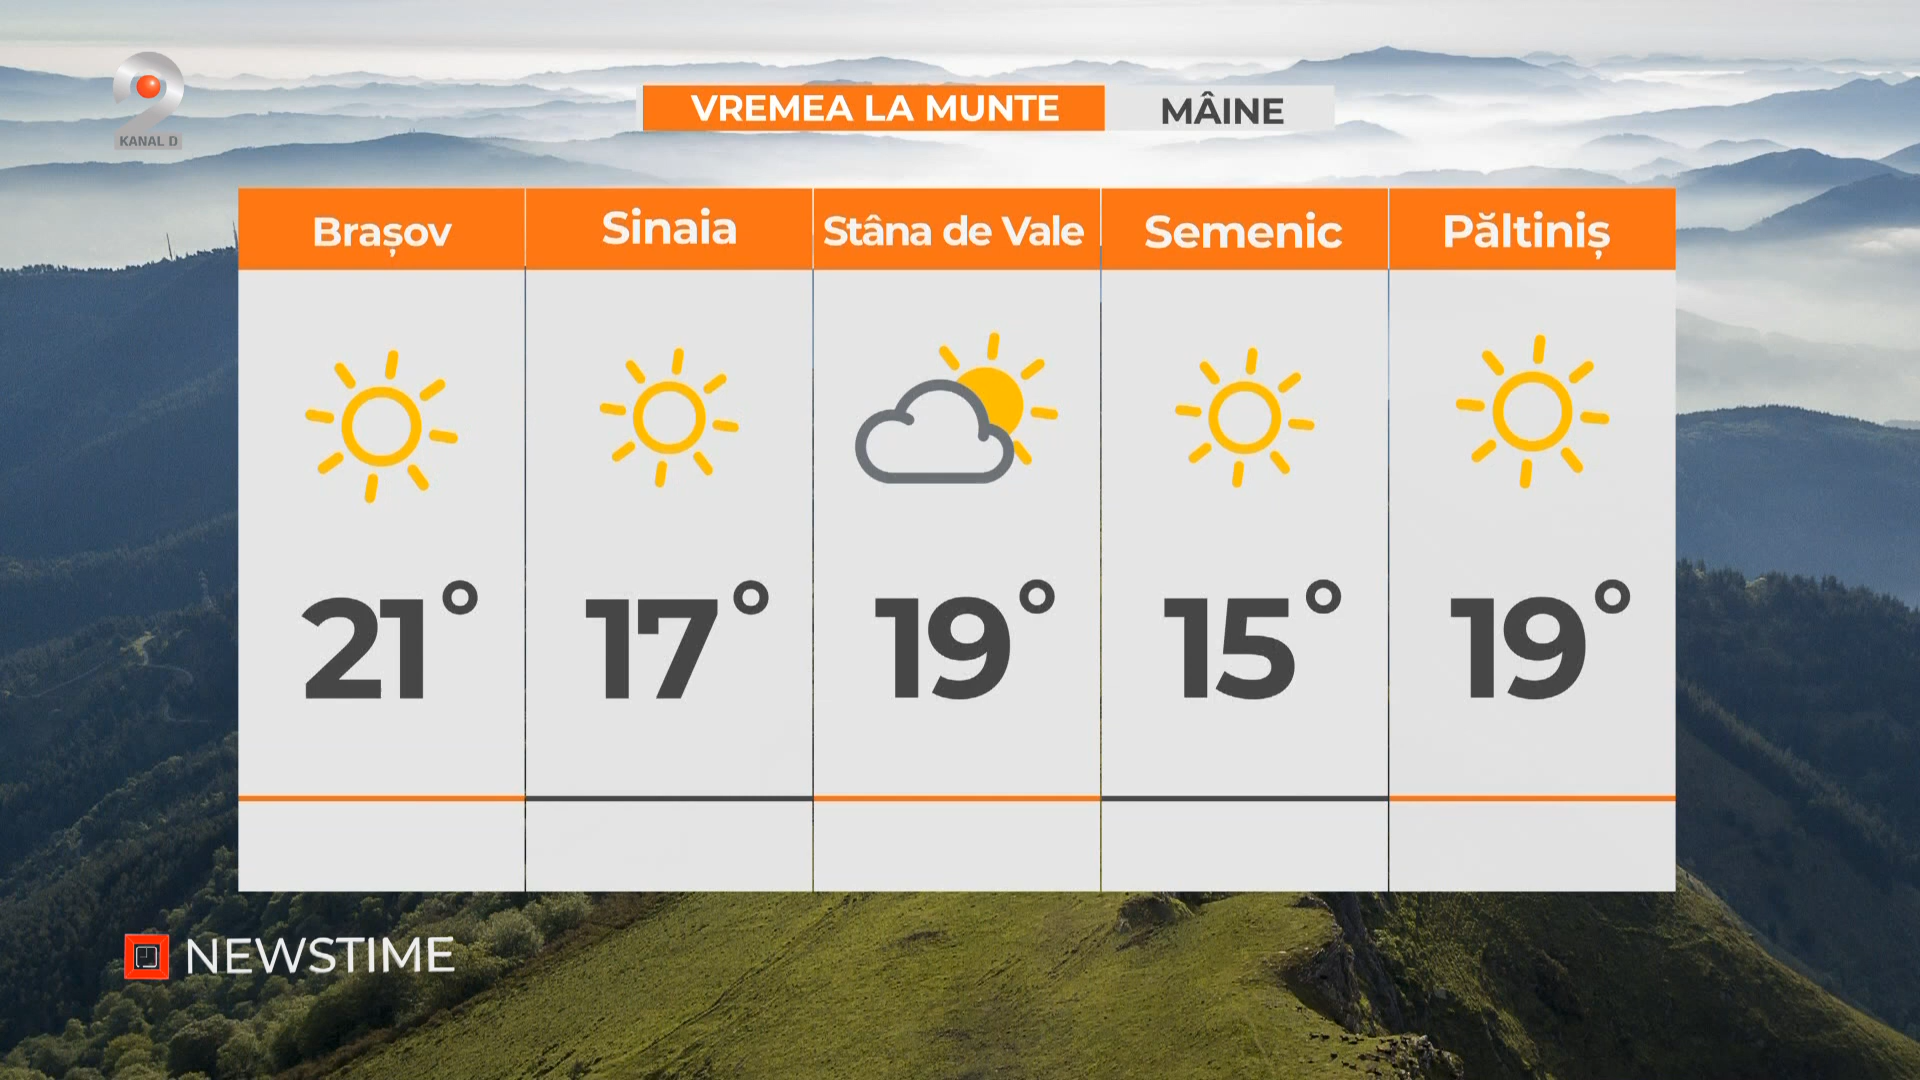 KANAL D
VREMEA LA MUNTE MÂINE
Brașov Sinaia Stâna de Vale Semenic Păltiniș
21° 17° 19° 15° 19°
NEWSTIME